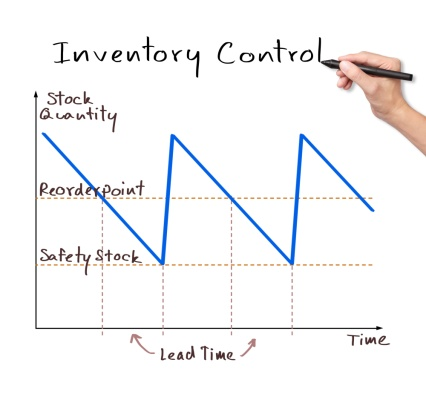 Inventory Control
Stock
Quantity
Reorderpoint
Safety Stock
Lead Time
Time